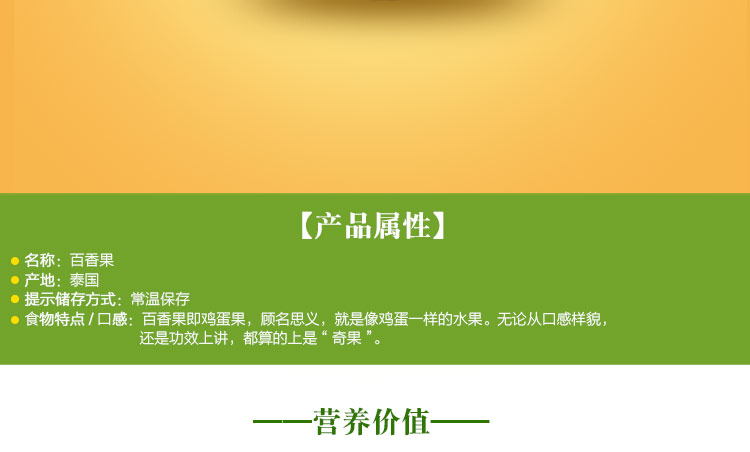 【产品属性】
名称：百香果
产地：泰国
提示储存方式：常温保存
食物特点/口感：百香果即鸡蛋果，顾名思义，就是像鸡蛋一样的水果。无论从口感样貌，
还是功效上讲，都算的上是“奇果”。
——营养价值——